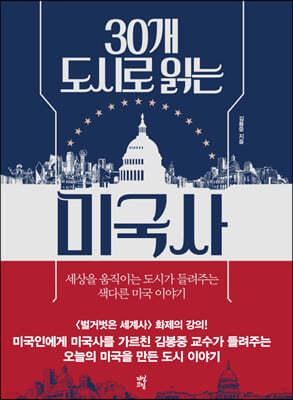 30개
도시로 읽는
김봉중 지음
미국사
세상을 움직이는 도시가 들려주는
색다른 미국 이야기
〈벌거벗은 세계사〉 화제의 강의!
미국인에게 미국사를 가르친 김봉중 교수가 들려주는
오늘의 미국을 만든 도시 이야기
다산
초당